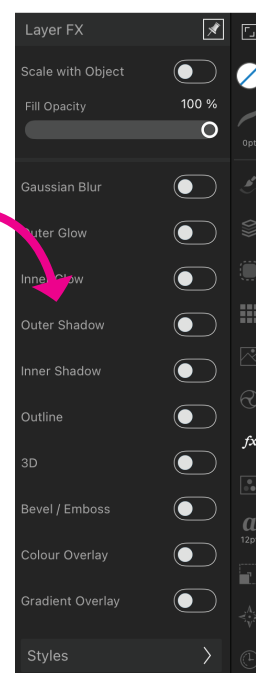 Layer FX
Scale with Object
Fill Opacity 100 %
Gaussian Blur
Outer Glow
Inner Glow
Outer Shadow
Inner Shadow
Outline
3D
Bevel / Emboss
Colour Overlay
Gradient Overlay
Styles
0pt
fx
a
12pt